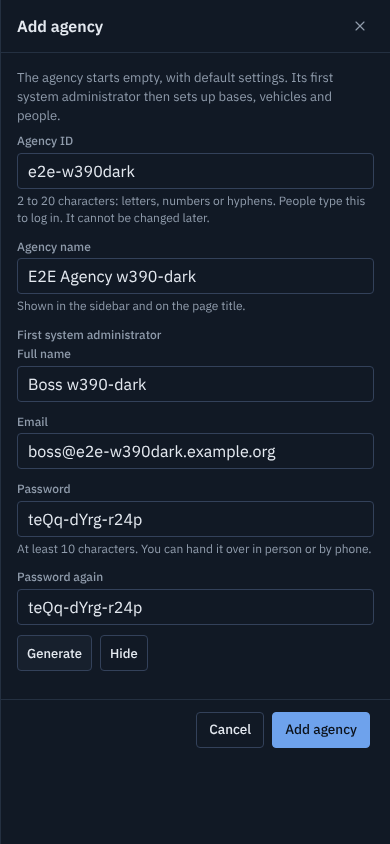 Add agency
The agency starts empty, with default settings. Its first
system administrator then sets up bases, vehicles and
people.
Agency ID
e2e-w390dark
2 to 20 characters: letters, numbers or hyphens. People type this
to log in. It cannot be changed later.
Agency name
E2E Agency w390-dark
Shown in the sidebar and on the page title.
First system administrator
Full name
Boss w390-dark
Email
boss@e2e-w390dark.example.org
Password
teQq-dYrg-r24p
At least 10 characters. You can hand it over in person or by phone.
Password again
teQq-dYrg-r24p
Generate Hide
Cancel Add agency